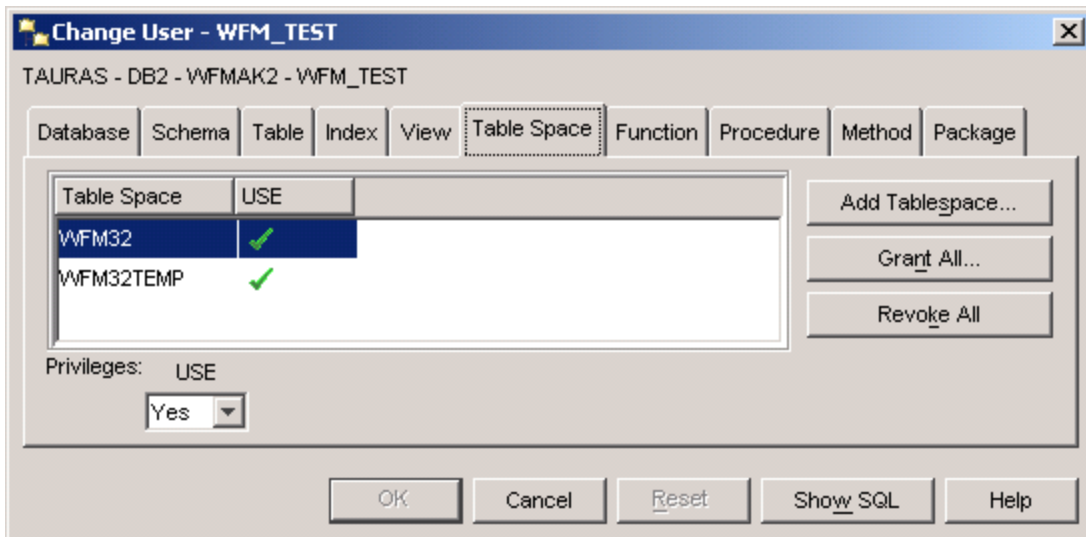 Change User - WFM_TEST
TAURAS - DB2 - WFMAK2 - WFM_TEST
Database Schema Table Index View Table Space Function Procedure Method Package
Table Space USE
WFM32
WFM32TEMP
Add Tablespace...
Grant All...
Revoke All
Privileges: USE
Yes
OK Cancel Reset Show SQL Help